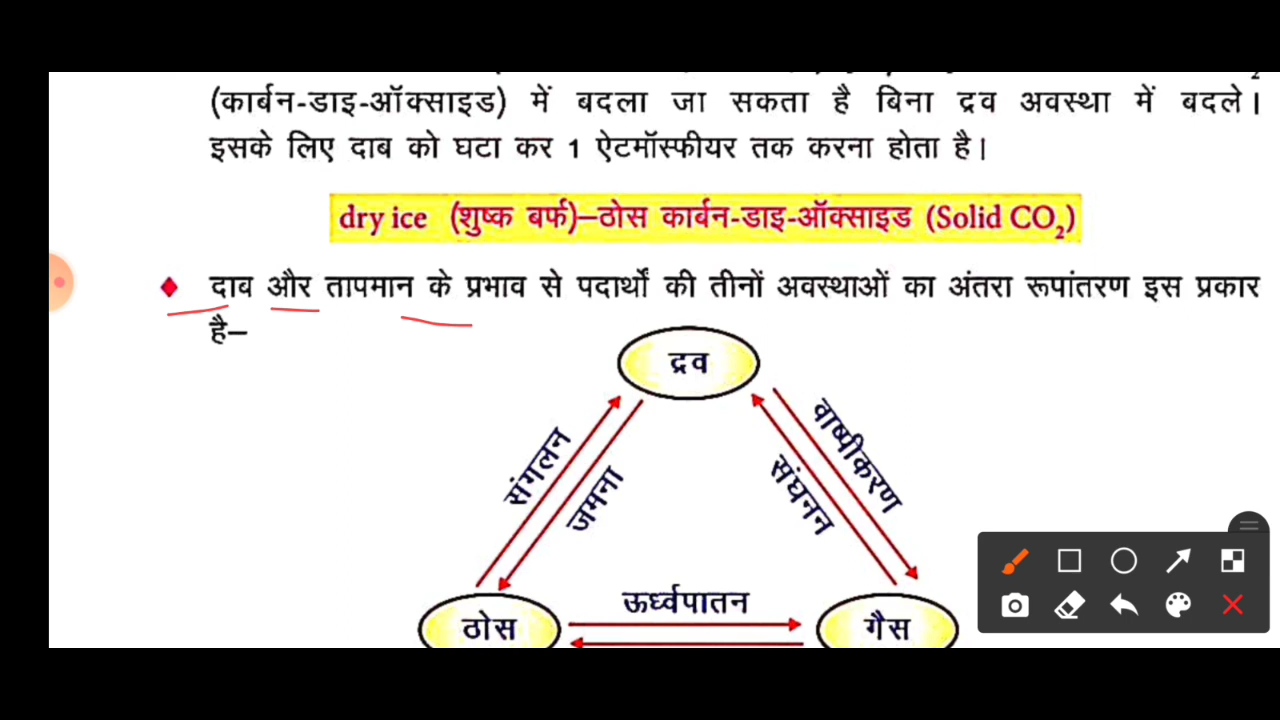 (कार्बन-डाइ-ऑक्साइड) में बदला जा सकता है बिना द्रव अवस्था में बदले।
इसके लिए दाब को घटा कर 1 ऐटमॉस्फीयर तक करना होता है।
dry ice (शुष्क बर्फ)–ठोस कार्बन-डाइ-ऑक्साइड (Solid CO₂)
दाब और तापमान के प्रभाव से पदार्थों की तीनों अवस्थाओं का अंतरा रूपांतरण इस प्रकार
है–
द्रव
संगलन
जमना
संघनन
वाष्पीकरण
ऊर्ध्वपातन
ठोस
गैस